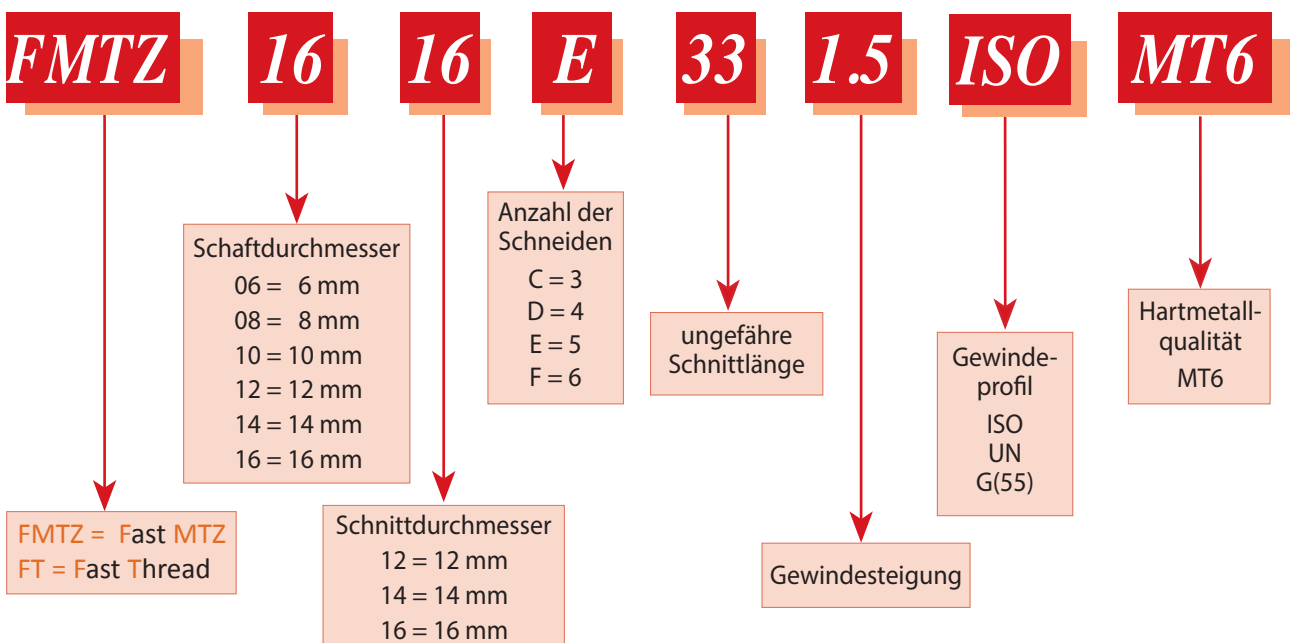 FMTZ 16 16 E 33 1.5 ISO MT6
Schaftdurchmesser
06 = 6 mm
08 = 8 mm
10 = 10 mm
12 = 12 mm
14 = 14 mm
16 = 16 mm
Anzahl der
Schneiden
C = 3
D = 4
E = 5
F = 6
ungefähre
Schnittlänge
Gewinde-
profil
ISO
UN
G(55)
Hartmetall-
qualität
MT6
FMTZ = Fast MTZ
FT = Fast Thread
Schnittdurchmesser
12 = 12 mm
14 = 14 mm
16 = 16 mm
Gewindesteigung